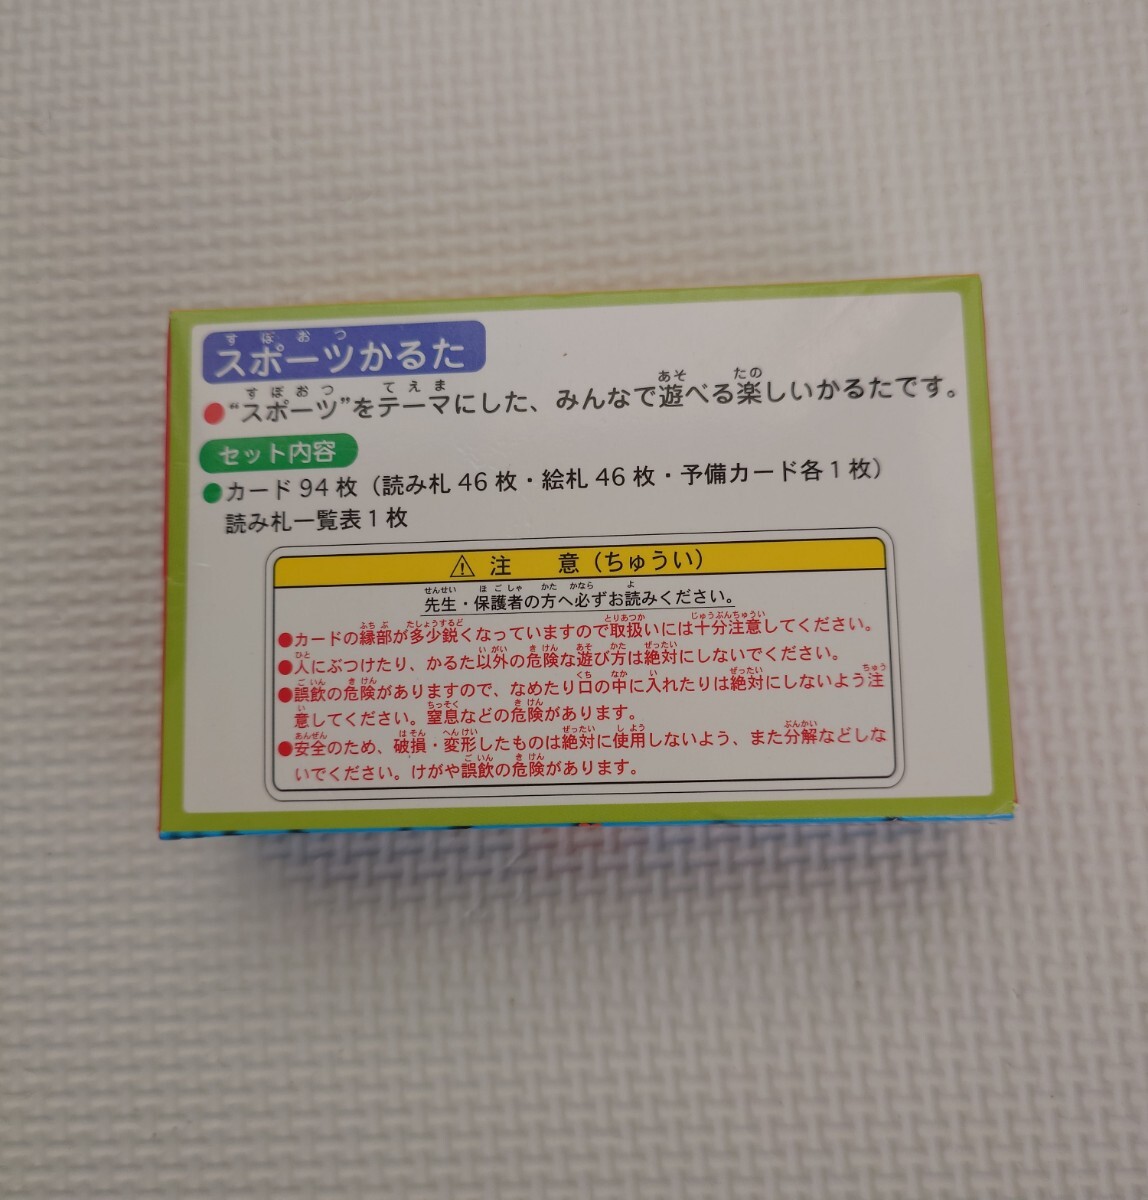 スポーツかるた
●“スポーツ”をテーマにした、みんなで遊べる楽しいかるたです。
セット内容
●カード94枚（読み札46枚・絵札46枚・予備カード各1枚）
読み札一覧表1枚
⚠ 注　意（ちゅうい）
先生・保護者の方へ必ずお読みください。
●カードの縁部が多少鋭くなっていますので取扱いには十分注意してください。
●人にぶつけたり、かるた以外の危険な遊び方は絶対にしないでください。
●誤飲の危険がありますので、なめたり口の中に入れたりは絶対にしないよう注
意してください。窒息などの危険があります。
●安全のため、破損・変形したものは絶対に使用しないよう、また分解などしな
いでください。けがや誤飲の危険があります。